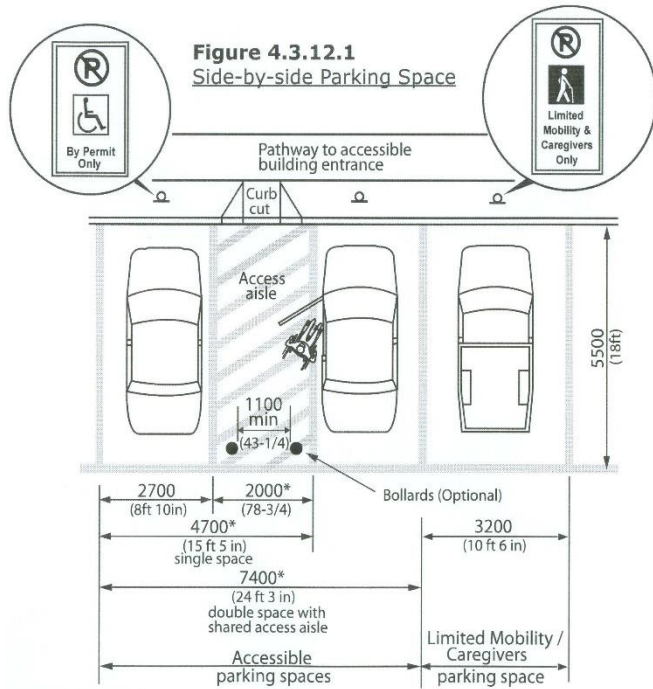 Figure 4.3.12.1
Side-by-side Parking Space
By Permit
Only
Limited
Mobility &
Caregivers
Only
Pathway to accessible
building entrance
Curb
cut
Access
aisle
5500
(18ft)
1100
min
(43-1/4)
Bollards (Optional)
2700
(8ft 10in)
2000*
(78-3/4)
4700*
(15 ft 5 in)
single space
3200
(10 ft 6 in)
7400*
(24 ft 3 in)
double space with
shared access aisle
Accessible
parking spaces
Limited Mobility /
Caregivers
parking space